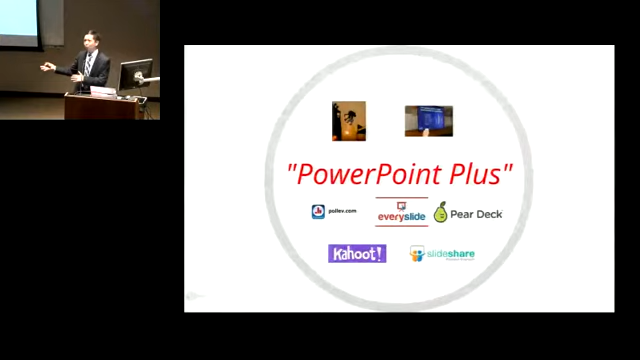 "PowerPoint Plus"
pollev.com
everyslide
Pear Deck
Kahoot!
slideshare